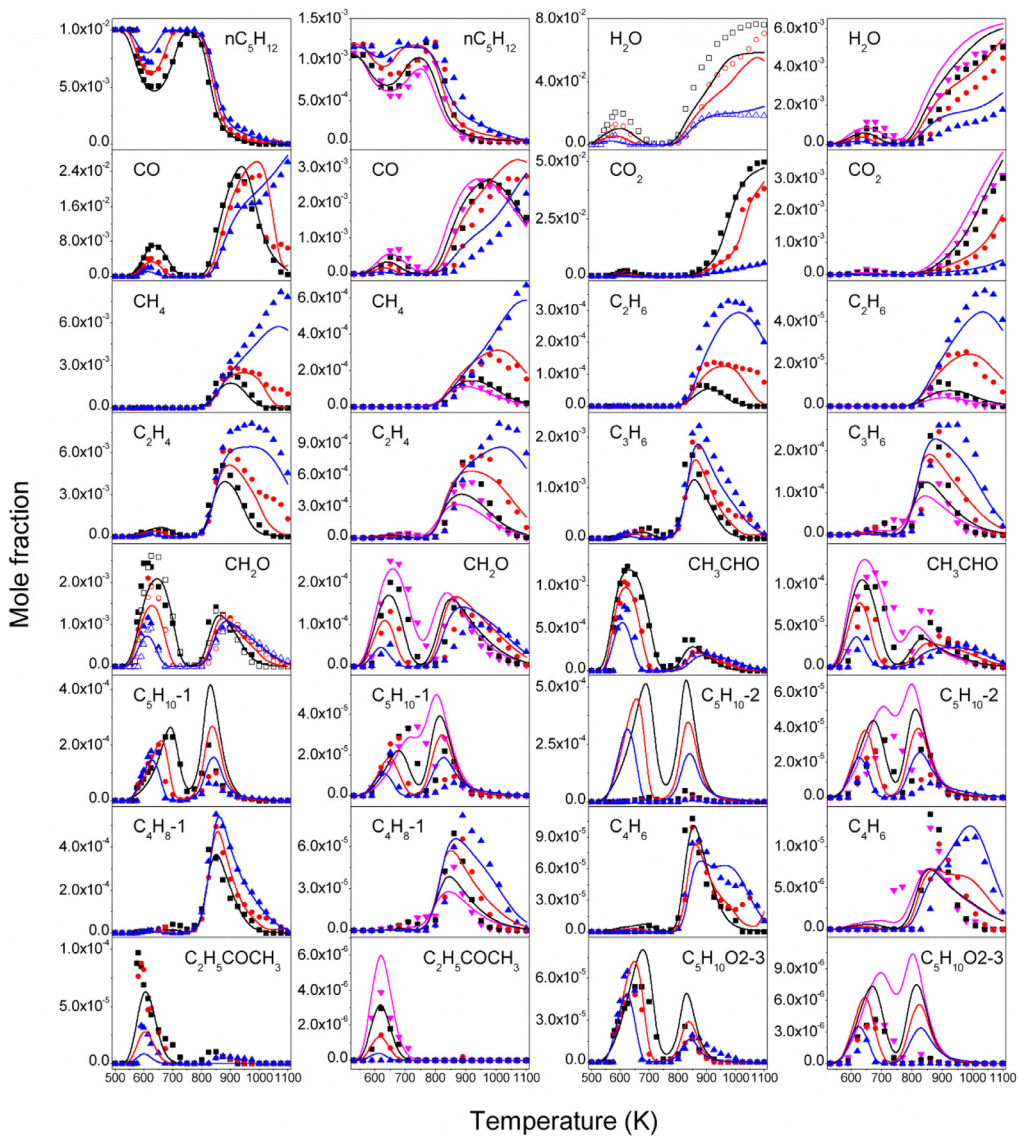 Mole fraction
nC₅H₁₂
1.0x10⁻²
5.0x10⁻³
0.0
nC₅H₁₂
1.5x10⁻³
1.0x10⁻³
5.0x10⁻⁴
0.0
H₂O
8.0x10⁻²
4.0x10⁻²
0.0
H₂O
6.0x10⁻³
4.0x10⁻³
2.0x10⁻³
0.0
CO
2.4x10⁻²
1.6x10⁻²
8.0x10⁻³
0.0
CO
3.0x10⁻³
2.0x10⁻³
1.0x10⁻³
0.0
CO₂
5.0x10⁻²
2.5x10⁻²
0.0
CO₂
3.0x10⁻³
2.0x10⁻³
1.0x10⁻³
0.0
CH₄
6.0x10⁻³
3.0x10⁻³
0.0
CH₄
6.0x10⁻⁴
4.0x10⁻⁴
2.0x10⁻⁴
0.0
C₂H₆
3.0x10⁻⁴
2.0x10⁻⁴
1.0x10⁻⁴
0.0
C₂H₆
5.0x10⁻⁵
2.5x10⁻⁵
0.0
C₂H₄
6.0x10⁻³
3.0x10⁻³
0.0
C₂H₄
9.0x10⁻⁴
6.0x10⁻⁴
3.0x10⁻⁴
0.0
C₃H₆
2.0x10⁻³
1.0x10⁻³
0.0
C₃H₆
2.0x10⁻⁴
1.0x10⁻⁴
0.0
CH₂O
2.0x10⁻³
1.0x10⁻³
0.0
CH₂O
2.0x10⁻⁴
1.0x10⁻⁴
0.0
CH₃CHO
1.0x10⁻³
5.0x10⁻⁴
0.0
CH₃CHO
1.0x10⁻⁴
5.0x10⁻⁵
0.0
C₅H₁₀-1
4.0x10⁻⁴
2.0x10⁻⁴
0.0
C₅H₁₀-1
5.0x10⁻⁵
2.5x10⁻⁵
0.0
C₅H₁₀-2
5.0x10⁻⁴
2.5x10⁻⁴
0.0
C₅H₁₀-2
6.0x10⁻⁵
4.0x10⁻⁵
2.0x10⁻⁵
0.0
C₄H₈-1
4.0x10⁻⁴
2.0x10⁻⁴
0.0
C₄H₈-1
6.0x10⁻⁵
3.0x10⁻⁵
0.0
C₄H₆
9.0x10⁻⁵
6.0x10⁻⁵
3.0x10⁻⁵
0.0
C₄H₆
1.2x10⁻⁵
6.0x10⁻⁶
0.0
C₂H₅COCH₃
1.0x10⁻⁴
5.0x10⁻⁵
0.0
C₂H₅COCH₃
6.0x10⁻⁶
4.0x10⁻⁶
2.0x10⁻⁶
0.0
C₅H₁₀O2-3
6.0x10⁻⁵
3.0x10⁻⁵
0.0
C₅H₁₀O2-3
9.0x10⁻⁶
6.0x10⁻⁶
3.0x10⁻⁶
0.0
500 600 700 800 900 1000 1100
600 700 800 900 1000 1100
500 600 700 800 900 1000 1100
600 700 800 900 1000 1100
Temperature (K)